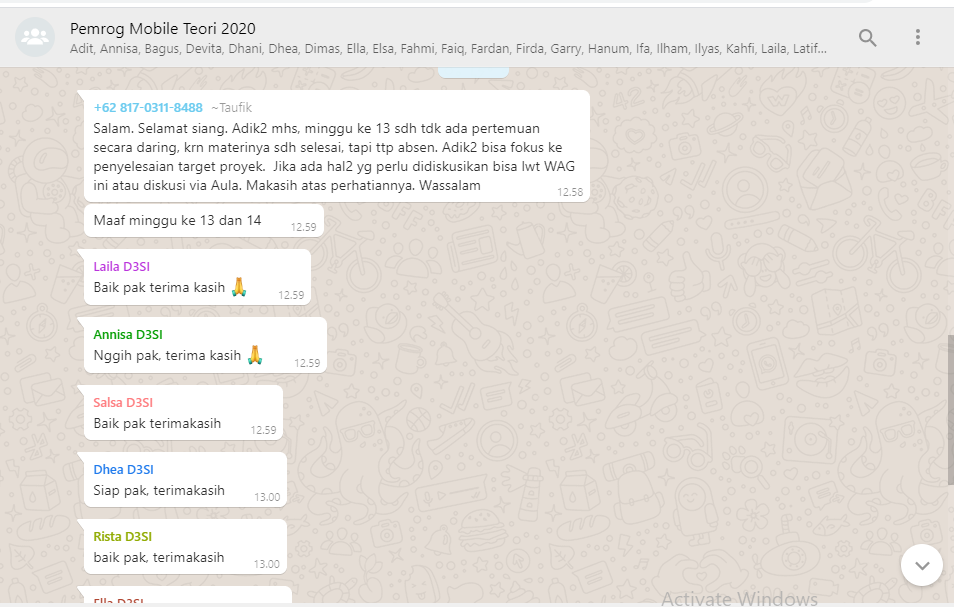 Pemrog Mobile Teori 2020
Adit, Annisa, Bagus, Devita, Dhani, Dhea, Dimas, Ella, Elsa, Fahmi, Faiq, Fardan, Firda, Garry, Hanum, Ifa, Ilham, Ilyas, Kahfi, Laila, Latif...
+62 817-0311-8488 ~Taufik
Salam. Selamat siang. Adik2 mhs, minggu ke 13 sdh tdk ada pertemuan
secara daring, krn materinya sdh selesai, tapi ttp absen. Adik2 bisa fokus ke
penyelesaian target proyek.  Jika ada hal2 yg perlu didiskusikan bisa lwt WAG
ini atau diskusi via Aula. Makasih atas perhatiannya. Wassalam
12.58
Maaf minggu ke 13 dan 14
12.59
Laila D3SI
Baik pak terima kasih 🙏
12.59
Annisa D3SI
Nggih pak, terima kasih 🙏
12.59
Salsa D3SI
Baik pak terimakasih
12.59
Dhea D3SI
Siap pak, terimakasih
13.00
Rista D3SI
baik pak, terimakasih
13.00
Ella D3SI
Activate Windows